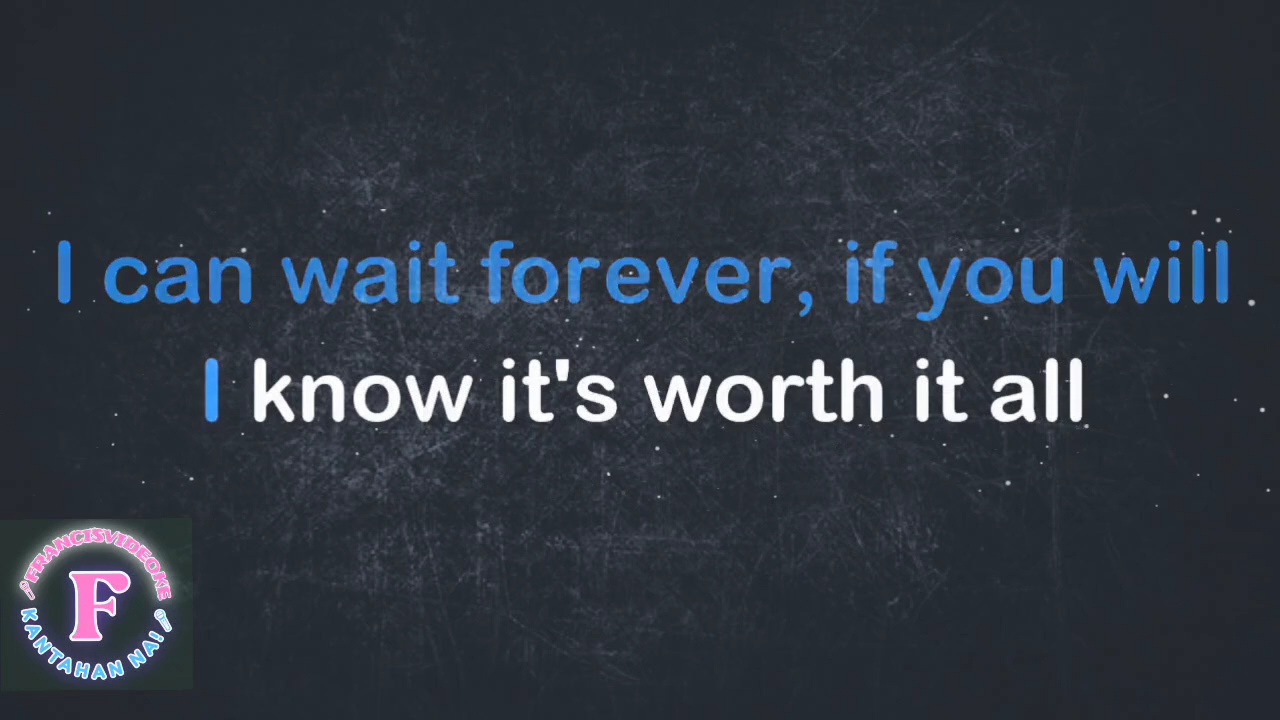 I can wait forever, if you will
I know it's worth it all
FRANCISVIDEOKE
F
KANTAHAN NA!